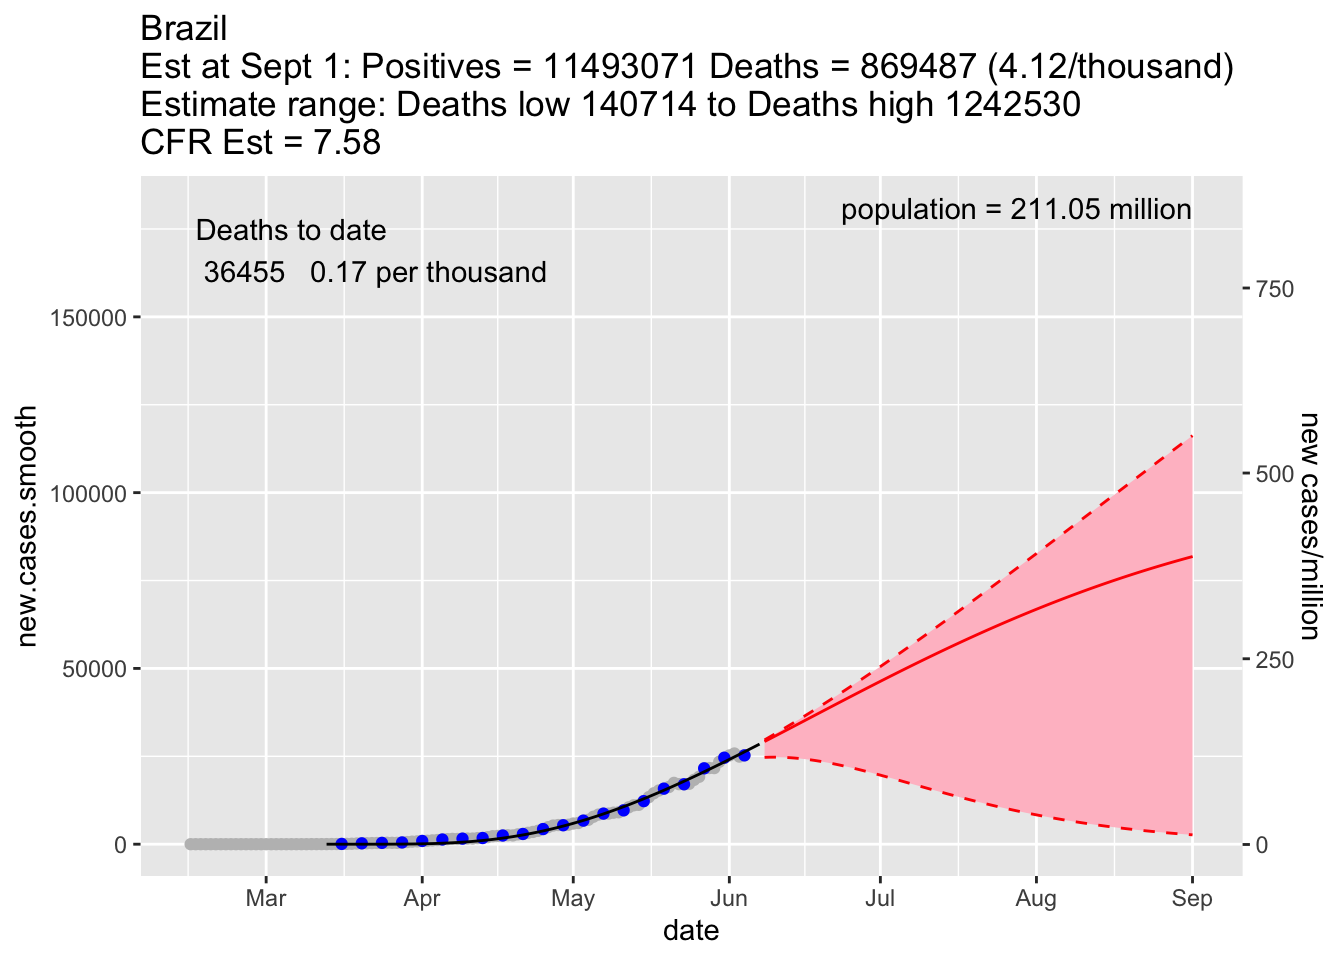 Brazil
Est at Sept 1: Positives = 11493071 Deaths = 869487 (4.12/thousand)
Estimate range: Deaths low 140714 to Deaths high 1242530
CFR Est = 7.58
population = 211.05 million
Deaths to date
36455 0.17 per thousand
new.cases.smooth
150000
100000
50000
0
750
500
250
0
new cases/million
Mar Apr May Jun Jul Aug Sep
date